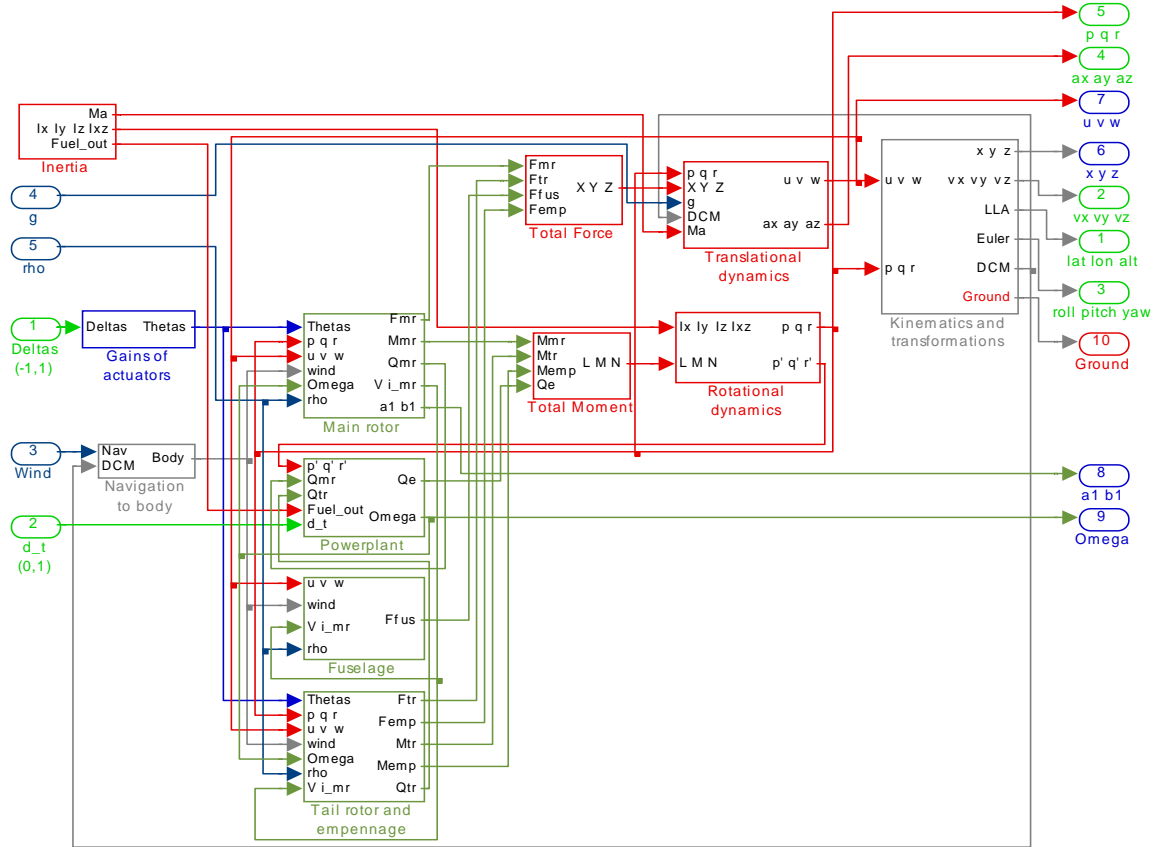 5
p q r
4
ax ay az
7
u v w
6
x y z
2
vx vy vz
1
lat lon alt
3
roll pitch yaw
10
Ground
Ma
Ix Iy Iz Ixz
Fuel_out
Inertia
4
g
5
rho
1
Deltas
(-1,1)
3
Wind
2
d_t
(0,1)
Deltas Thetas
Gains of
actuators
Nav
DCM
Body
Navigation
to body
Thetas
p q r
u v w
wind
Omega
rho
Fmr
Mmr
Qmr
V i_mr
a1 b1
Main rotor
p' q' r'
Qmr
Qtr
Fuel_out
d_t
Qe
Omega
Powerplant
u v w
wind
V i_mr
rho
Ffus
Fuselage
Thetas
p q r
u v w
wind
Omega
rho
V i_mr
Ftr
Femp
Mtr
Memp
Qtr
Tail rotor and
empennage
Fmr
Ftr
Ffus
Femp
X Y Z
Total Force
Mmr
Mtr
Memp
Qe
L M N
Total Moment
p q r
X Y Z
g
DCM
Ma
u v w
ax ay az
Translational
dynamics
Ix Iy Iz Ixz
L M N
p q r
p' q' r'
Rotational
dynamics
u v w
p q r
x y z
vx vy vz
LLA
Euler
DCM
Ground
Kinematics and
transformations
8
a1 b1
9
Omega